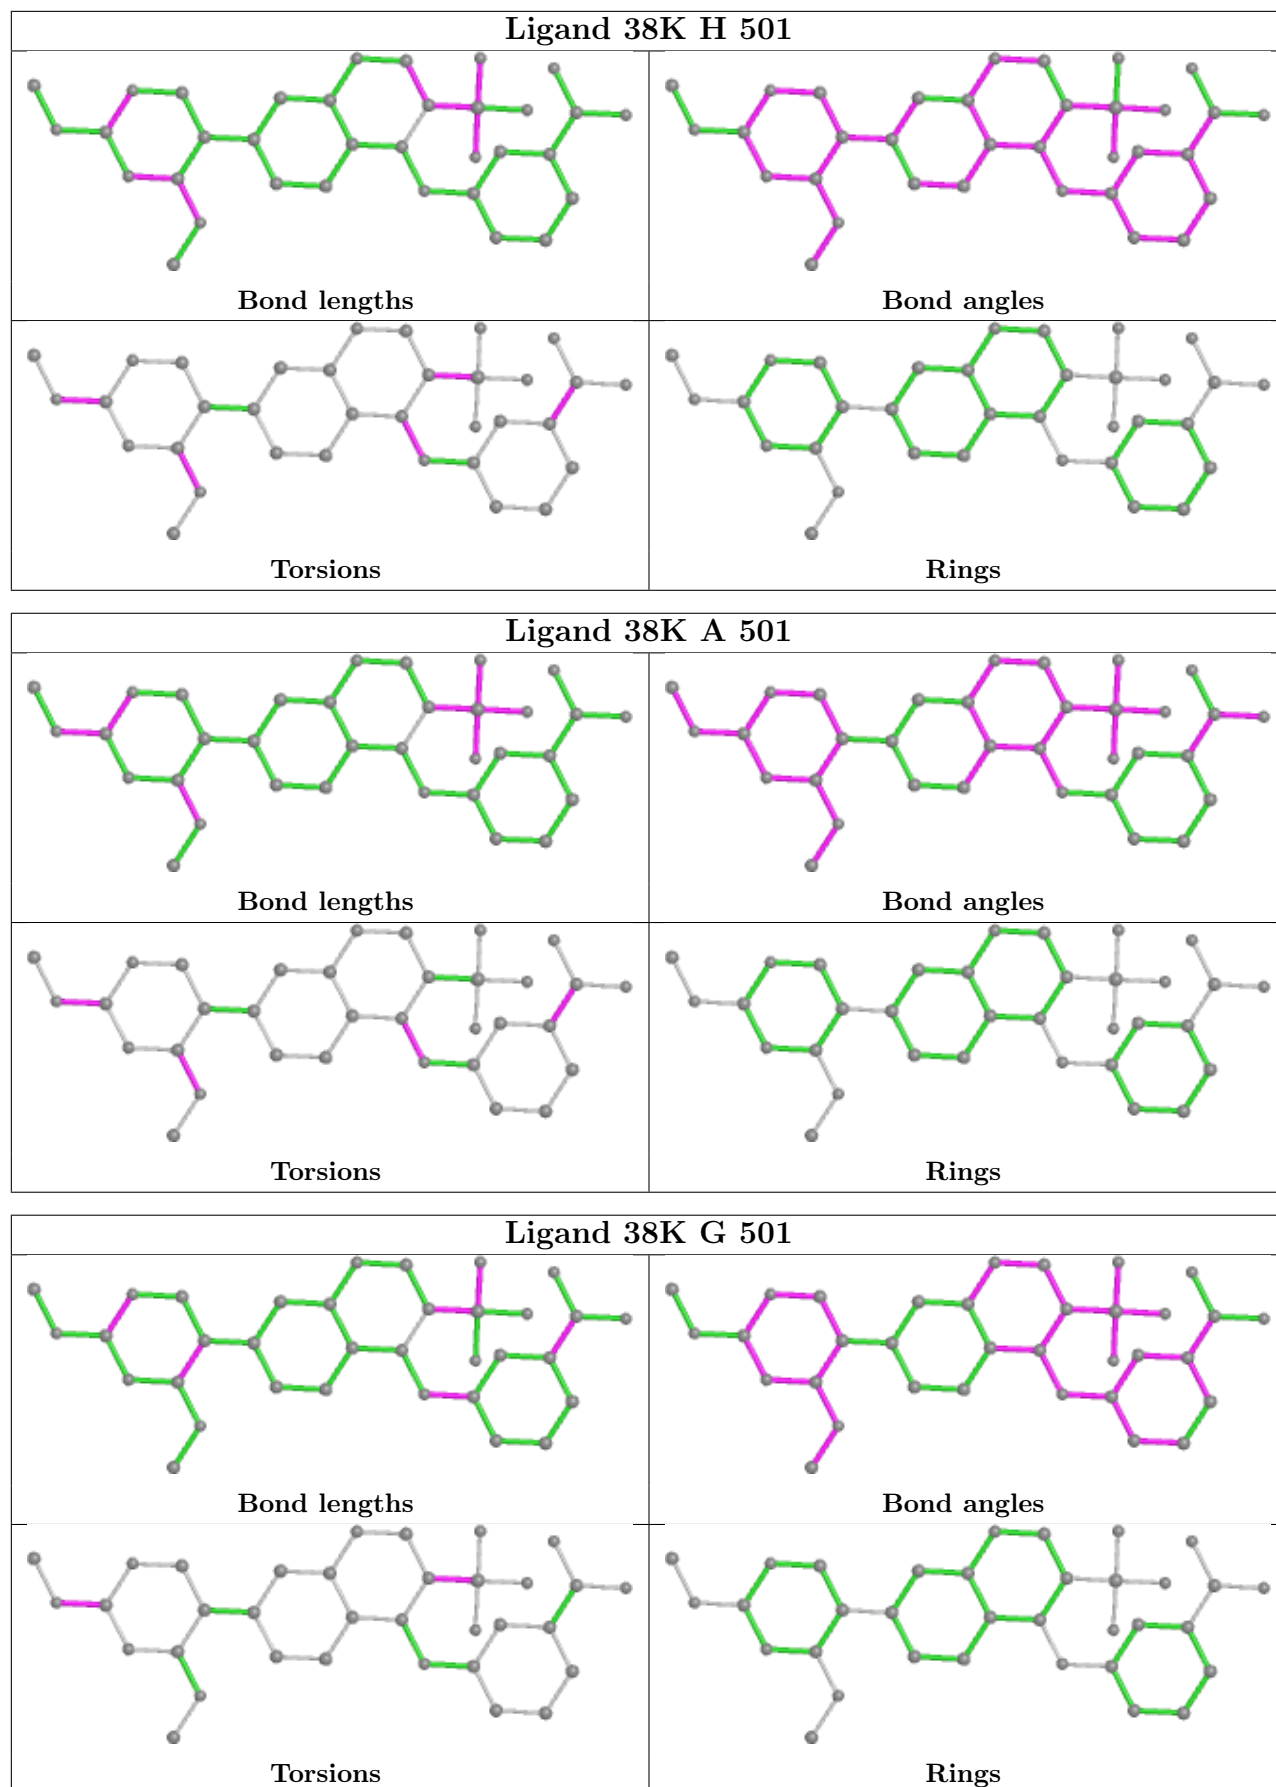 Ligand 38K H 501
Bond lengths
Bond angles
Torsions
Rings
Ligand 38K A 501
Bond lengths
Bond angles
Torsions
Rings
Ligand 38K G 501
Bond lengths
Bond angles
Torsions
Rings